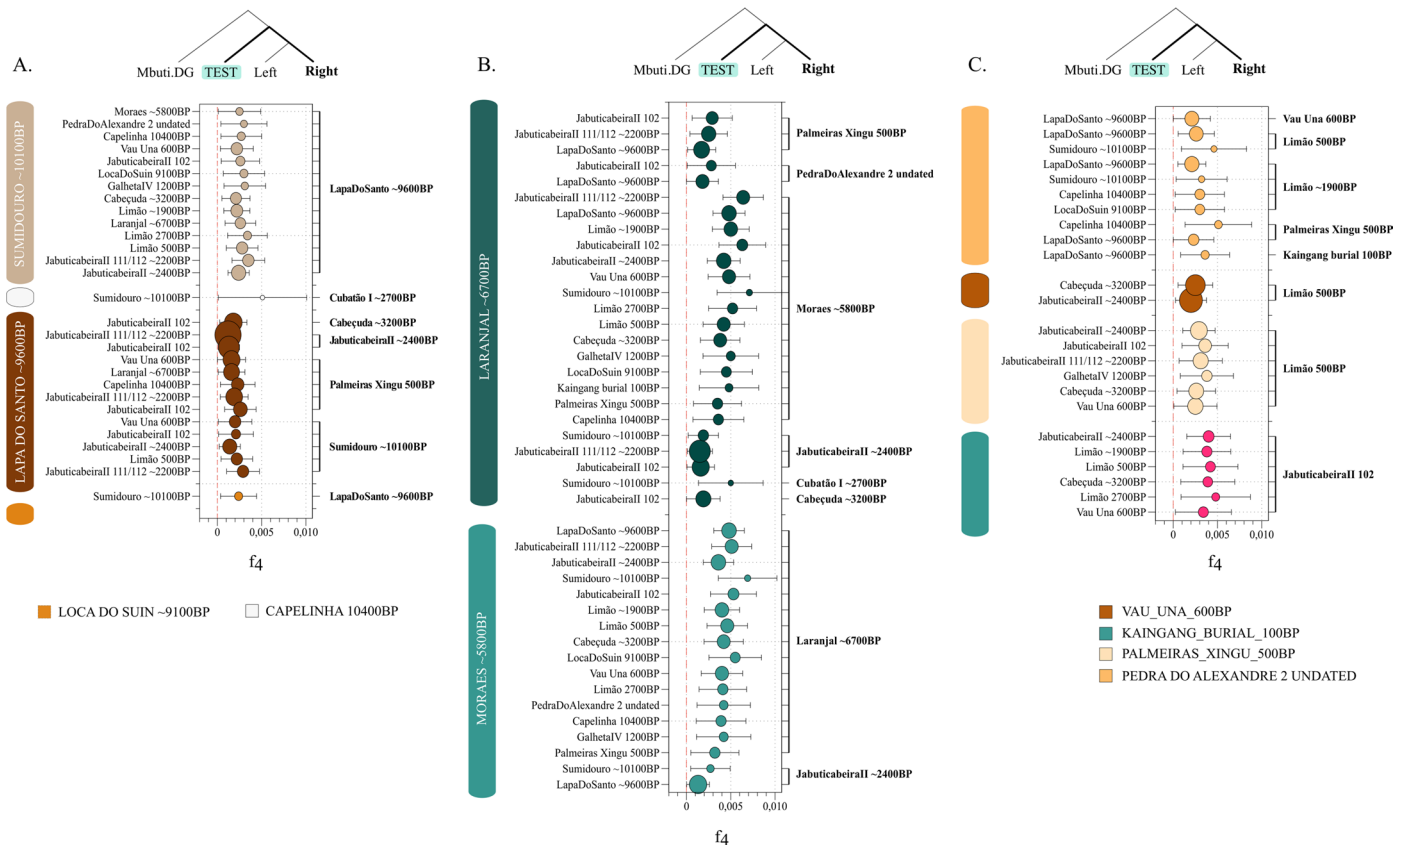 A.
Mbuti.DG TEST Left Right
SUMIDOURO ~10100BP
Moraes ~5800BP
PedraDoAlexandre 2 undated
Capelinha 10400BP
Vau Una 600BP
JabuticabeiraII 102
LocaDoSuin 9100BP
GalhetaIV 1200BP
Cabeçuda ~3200BP
Limão ~1900BP
Laranjal ~6700BP
Limão 2700BP
Limão 500BP
JabuticabeiraII 111/112 ~2200BP
JabuticabeiraII ~2400BP
LapaDoSanto ~9600BP
Sumidouro ~10100BP
Cubatão I ~2700BP
LAPA DO SANTO ~9600BP
JabuticabeiraII 102
Cabeçuda ~3200BP
JabuticabeiraII 111/112 ~2200BP
JabuticabeiraII 102
JabuticabeiraII ~2400BP
Vau Una 600BP
Laranjal ~6700BP
Capelinha 10400BP
JabuticabeiraII 111/112 ~2200BP
JabuticabeiraII 102
Palmeiras Xingu 500BP
Vau Una 600BP
JabuticabeiraII 102
JabuticabeiraII ~2400BP
Limão 500BP
JabuticabeiraII 111/112 ~2200BP
Sumidouro ~10100BP
Sumidouro ~10100BP
LapaDoSanto ~9600BP
0 0,005 0,010
f4
LOCA DO SUIN ~9100BP
CAPELINHA 10400BP
B.
Mbuti.DG TEST Left Right
LARANJAL ~6700BP
JabuticabeiraII 102
JabuticabeiraII 111/112 ~2200BP
LapaDoSanto ~9600BP
Palmeiras Xingu 500BP
JabuticabeiraII 102
LapaDoSanto ~9600BP
PedraDoAlexandre 2 undated
JabuticabeiraII 111/112 ~2200BP
LapaDoSanto ~9600BP
Limão ~1900BP
JabuticabeiraII 102
JabuticabeiraII ~2400BP
Vau Una 600BP
Sumidouro ~10100BP
Limão 2700BP
Limão 500BP
Cabeçuda ~3200BP
GalhetaIV 1200BP
LocaDoSuin 9100BP
Kaingang burial 100BP
Palmeiras Xingu 500BP
Capelinha 10400BP
Moraes ~5800BP
Sumidouro ~10100BP
JabuticabeiraII 111/112 ~2200BP
JabuticabeiraII 102
JabuticabeiraII ~2400BP
Sumidouro ~10100BP
Cubatão I ~2700BP
JabuticabeiraII 102
Cabeçuda ~3200BP
MORAES ~5800BP
LapaDoSanto ~9600BP
JabuticabeiraII 111/112 ~2200BP
JabuticabeiraII ~2400BP
Sumidouro ~10100BP
JabuticabeiraII 102
Limão ~1900BP
Limão 500BP
Cabeçuda ~3200BP
LocaDoSuin 9100BP
Vau Una 600BP
Limão 2700BP
PedraDoAlexandre 2 undated
Capelinha 10400BP
GalhetaIV 1200BP
Palmeiras Xingu 500BP
Laranjal ~6700BP
Sumidouro ~10100BP
LapaDoSanto ~9600BP
JabuticabeiraII ~2400BP
0 0,005 0,010
f4
C.
Mbuti.DG TEST Left Right
LapaDoSanto ~9600BP
Vau Una 600BP
LapaDoSanto ~9600BP
Sumidouro ~10100BP
Limão 500BP
LapaDoSanto ~9600BP
Sumidouro ~10100BP
Capelinha 10400BP
LocaDoSuin 9100BP
Limão ~1900BP
Capelinha 10400BP
LapaDoSanto ~9600BP
Palmeiras Xingu 500BP
LapaDoSanto ~9600BP
Kaingang burial 100BP
Cabeçuda ~3200BP
JabuticabeiraII ~2400BP
Limão 500BP
JabuticabeiraII ~2400BP
JabuticabeiraII 102
JabuticabeiraII 111/112 ~2200BP
GalhetaIV 1200BP
Cabeçuda ~3200BP
Vau Una 600BP
Limão 500BP
JabuticabeiraII ~2400BP
Limão ~1900BP
Limão 500BP
Cabeçuda ~3200BP
Limão 2700BP
Vau Una 600BP
JabuticabeiraII 102
0 0,005 0,010
f4
VAU_UNA_600BP
KAINGANG_BURIAL_100BP
PALMEIRAS_XINGU_500BP
PEDRA DO ALEXANDRE 2 UNDATED